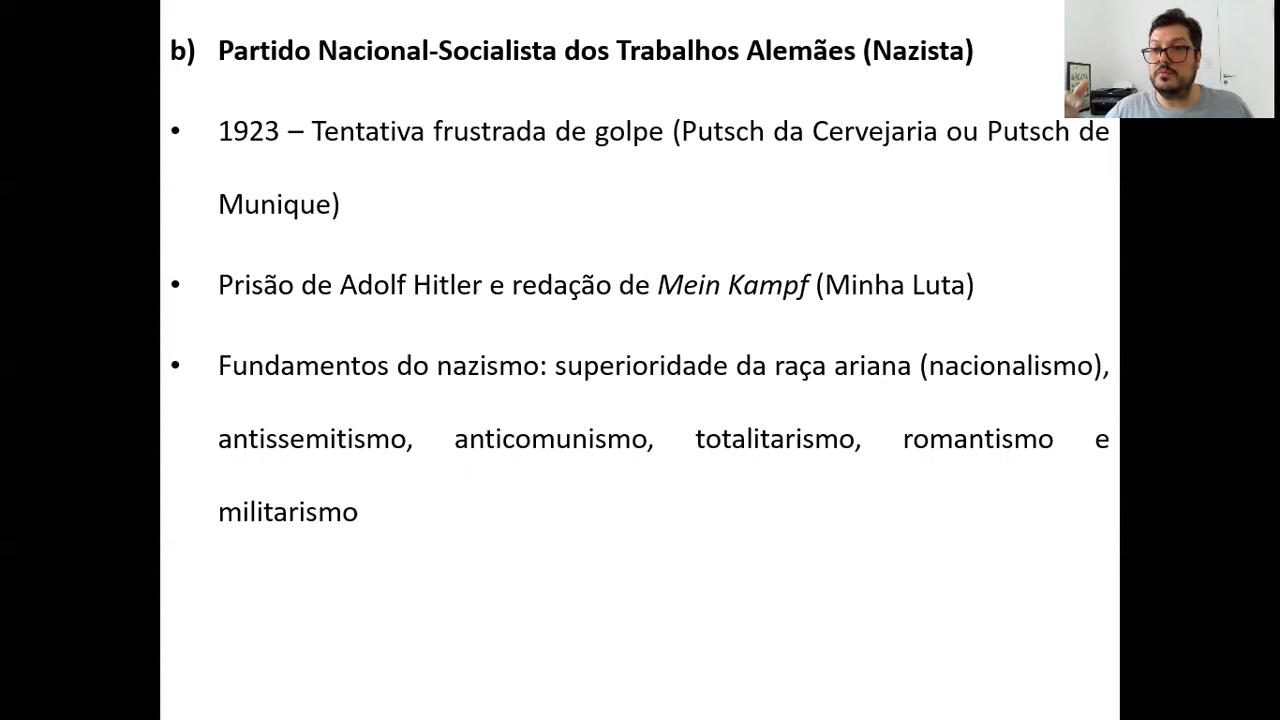 b) Partido Nacional-Socialista dos Trabalhos Alemães (Nazista)
• 1923 – Tentativa frustrada de golpe (Putsch da Cervejaria ou Putsch de
Munique)
• Prisão de Adolf Hitler e redação de Mein Kampf (Minha Luta)
• Fundamentos do nazismo: superioridade da raça ariana (nacionalismo),
antissemitismo, anticomunismo, totalitarismo, romantismo e
militarismo